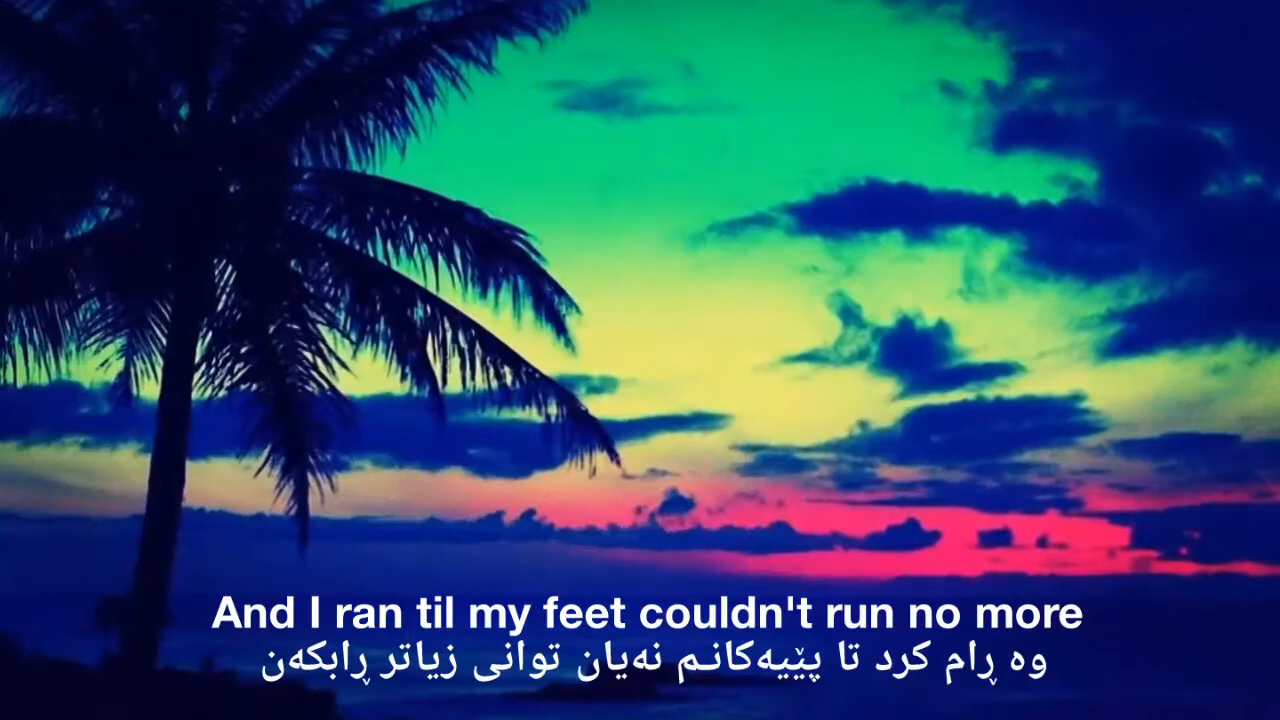 And I ran til my feet couldn't run no more
وە ڕام کرد تا پێیەکانم نەیان توانی زیاتر ڕابکەن